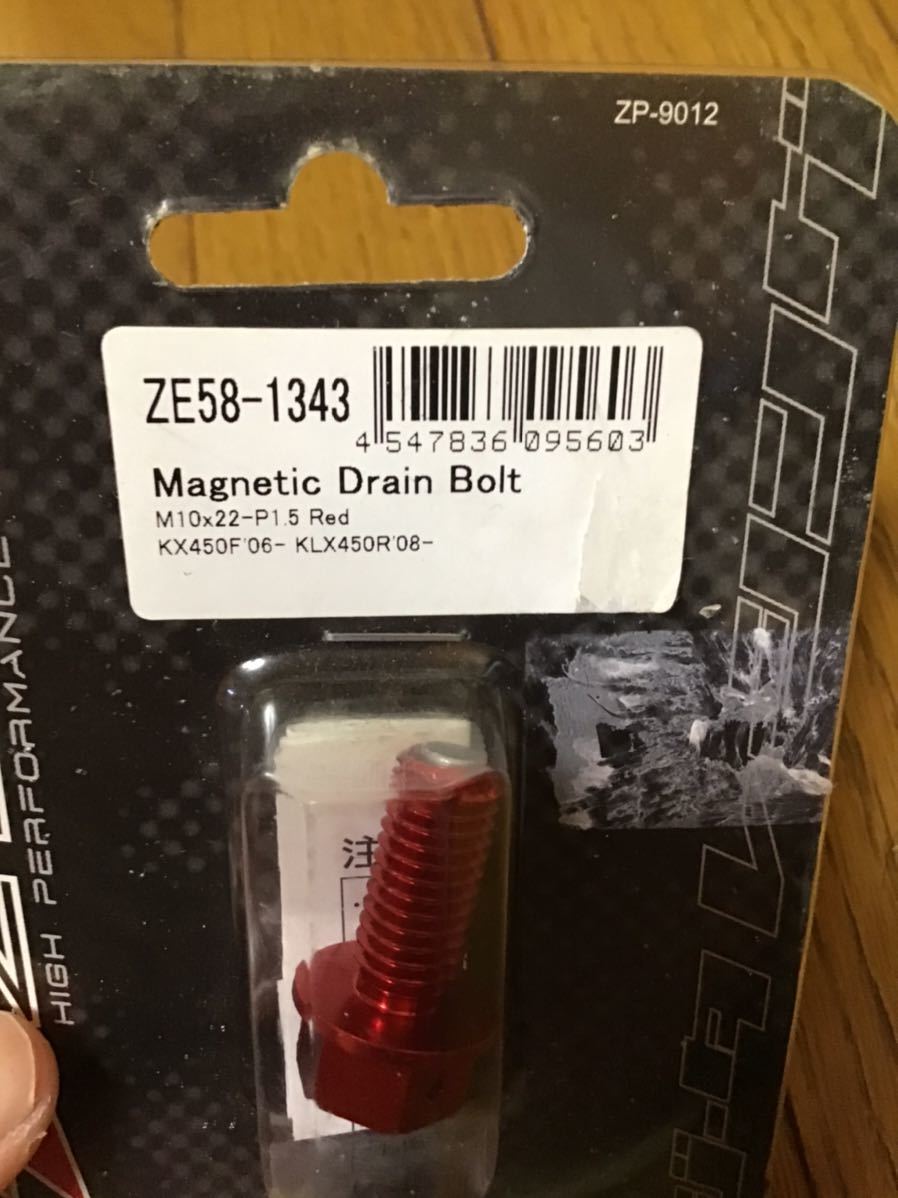 ZP-9012
ZE58-1343
4 547836 095603
Magnetic Drain Bolt
M10x22-P1.5 Red
KX450F'06- KLX450R'08-
HIGH PERFORMANCE
注